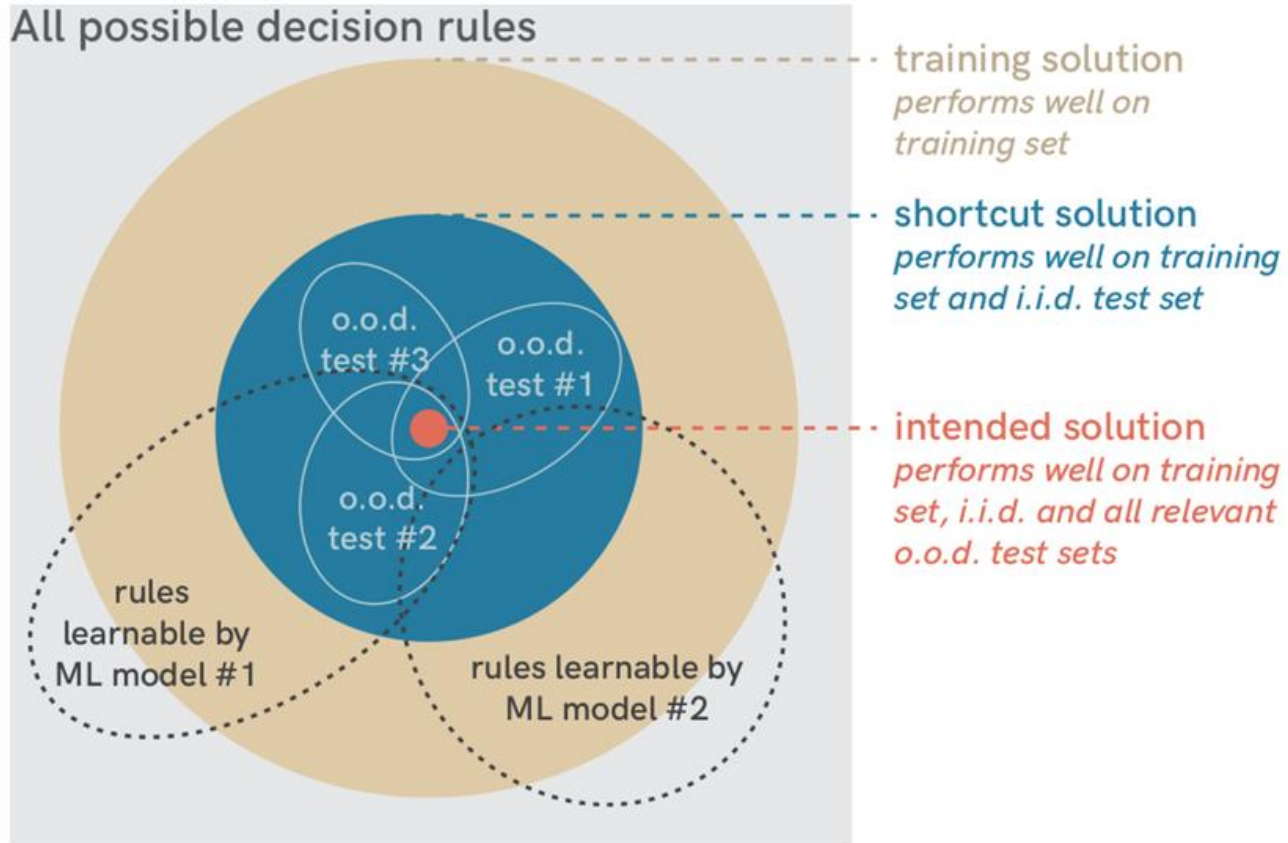 All possible decision rules
training solution
performs well on
training set
shortcut solution
performs well on training
set and i.i.d. test set
intended solution
performs well on training
set, i.i.d. and all relevant
o.o.d. test sets
o.o.d.
test #3
o.o.d.
test #1
o.o.d.
test #2
rules
learnable by
ML model #1
rules learnable by
ML model #2